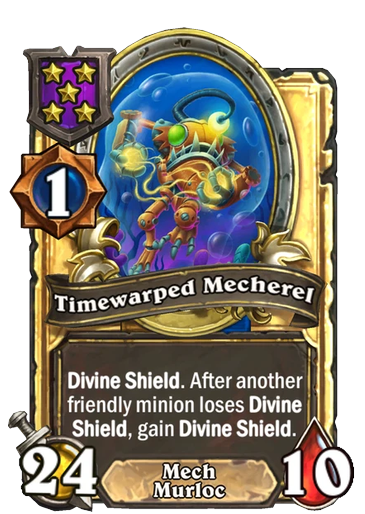 1
Timewarped Mecherel
Divine Shield. After another
friendly minion loses Divine
Shield, gain Divine Shield.
24
Mech
Murloc
10